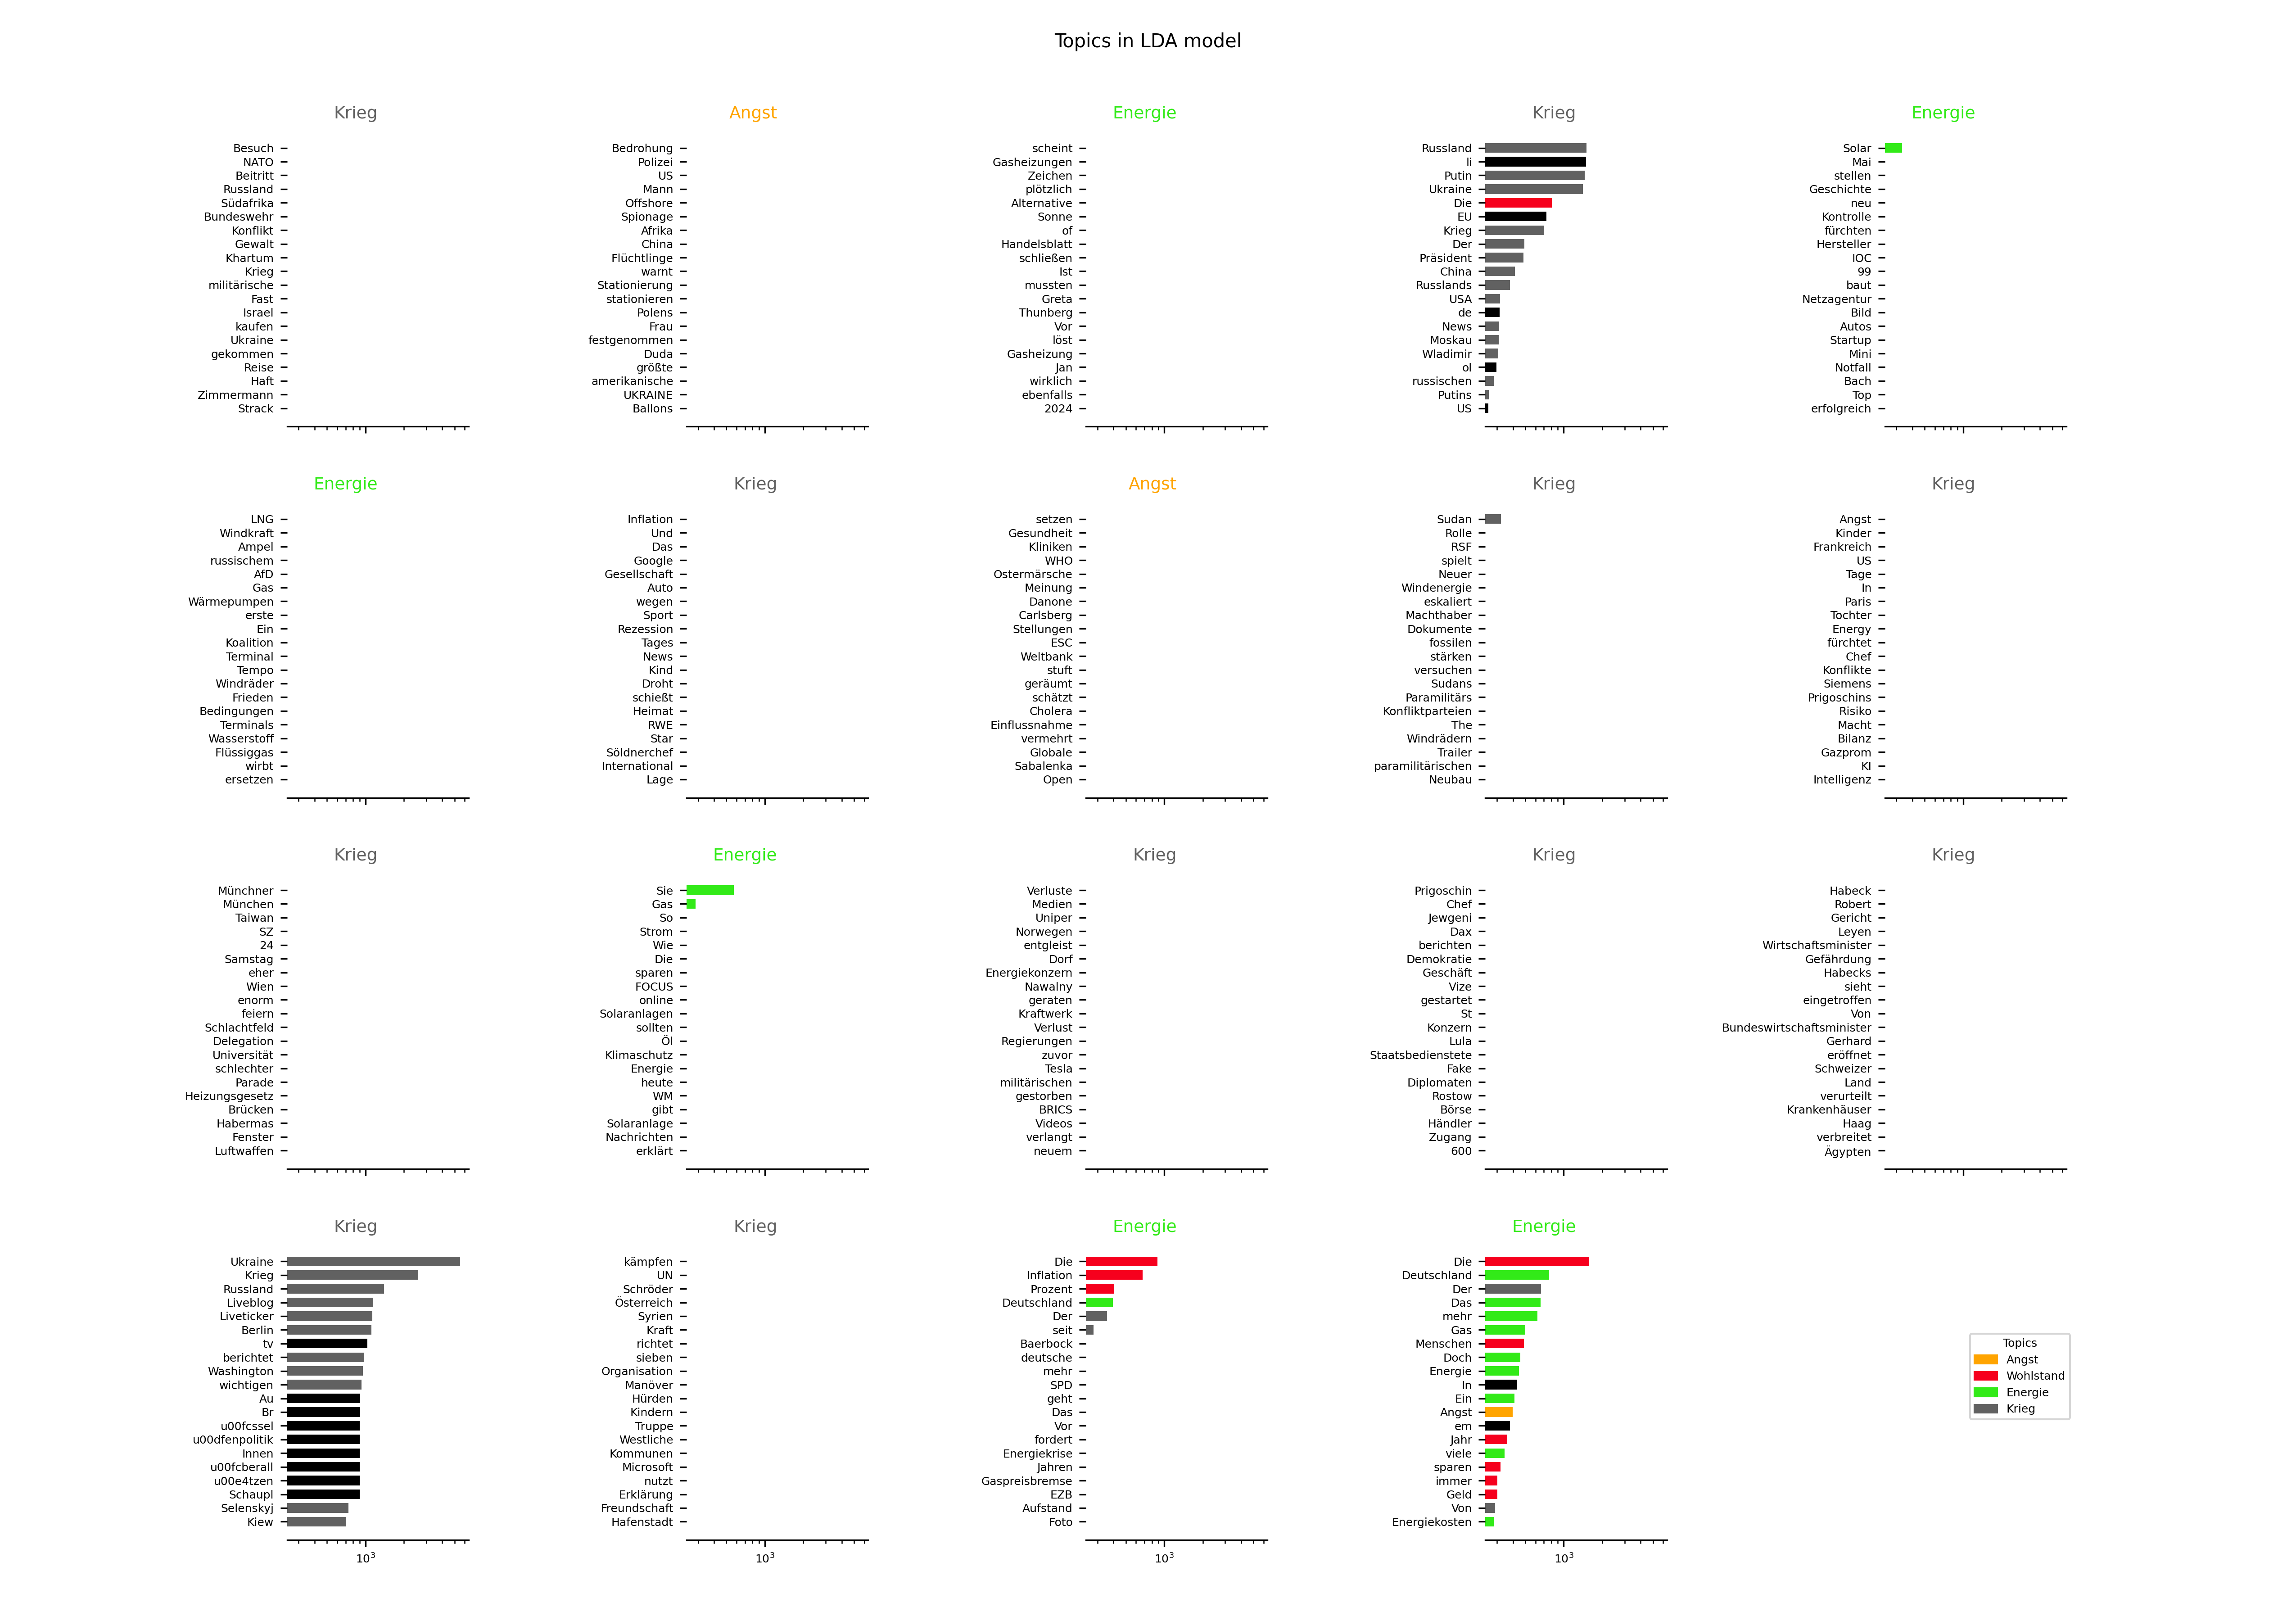 Topics in LDA model
Krieg
Besuch
NATO
Beitritt
Russland
Südafrika
Bundeswehr
Konflikt
Gewalt
Khartum
Krieg
militärische
Fast
Israel
kaufen
Ukraine
gekommen
Reise
Haft
Zimmermann
Strack
Angst
Bedrohung
Polizei
US
Mann
Offshore
Spionage
Afrika
China
Flüchtlinge
warnt
Stationierung
stationieren
Polens
Frau
festgenommen
Duda
größte
amerikanische
UKRAINE
Ballons
Energie
scheint
Gasheizungen
Zeichen
plötzlich
Alternative
Sonne
of
Handelsblatt
schließen
Ist
mussten
Greta
Thunberg
Vor
löst
Gasheizung
Jan
wirklich
ebenfalls
2024
Krieg
Russland
li
Putin
Ukraine
Die
EU
Krieg
Der
Präsident
China
Russlands
USA
de
News
Moskau
Wladimir
ol
russischen
Putins
US
Energie
Solar
Mai
stellen
Geschichte
neu
Kontrolle
fürchten
Hersteller
IOC
99
baut
Netzagentur
Bild
Autos
Startup
Mini
Notfall
Bach
Top
erfolgreich
Energie
LNG
Windkraft
Ampel
russischem
AfD
Gas
Wärmepumpen
erste
Ein
Koalition
Terminal
Tempo
Windräder
Frieden
Bedingungen
Terminals
Wasserstoff
Flüssiggas
wirbt
ersetzen
Krieg
Inflation
Und
Das
Google
Gesellschaft
Auto
wegen
Sport
Rezession
Tages
News
Kind
Droht
schießt
Heimat
RWE
Star
Söldnerchef
International
Lage
Angst
setzen
Gesundheit
Kliniken
WHO
Ostermärsche
Meinung
Danone
Carlsberg
Stellungen
ESC
Weltbank
stuft
geräumt
schätzt
Cholera
Einflussnahme
vermehrt
Globale
Sabalenka
Open
Krieg
Sudan
Rolle
RSF
spielt
Neuer
Windenergie
eskaliert
Machthaber
Dokumente
fossilen
stärken
versuchen
Sudans
Paramilitärs
Konfliktparteien
The
Windrädern
Trailer
paramilitärischen
Neubau
Krieg
Angst
Kinder
Frankreich
US
Tage
In
Paris
Tochter
Energy
fürchtet
Chef
Konflikte
Siemens
Prigoschins
Risiko
Macht
Bilanz
Gazprom
KI
Intelligenz
Krieg
Münchner
München
Taiwan
SZ
24
Samstag
eher
Wien
enorm
feiern
Schlachtfeld
Delegation
Universität
schlechter
Parade
Heizungsgesetz
Brücken
Habermas
Fenster
Luftwaffen
Energie
Sie
Gas
So
Strom
Wie
Die
sparen
FOCUS
online
Solaranlagen
sollten
Öl
Klimaschutz
Energie
heute
WM
gibt
Solaranlage
Nachrichten
erklärt
Krieg
Verluste
Medien
Uniper
Norwegen
entgleist
Dorf
Energiekonzern
Nawalny
geraten
Kraftwerk
Verlust
Regierungen
zuvor
Tesla
militärischen
gestorben
BRICS
Videos
verlangt
neuem
Krieg
Prigoschin
Chef
Jewgeni
Dax
berichten
Demokratie
Geschäft
Vize
gestartet
St
Konzern
Lula
Staatsbedienstete
Fake
Diplomaten
Rostow
Börse
Händler
Zugang
600
Krieg
Habeck
Robert
Gericht
Leyen
Wirtschaftsminister
Gefährdung
Habecks
sieht
eingetroffen
Von
Bundeswirtschaftsminister
Gerhard
eröffnet
Schweizer
Land
verurteilt
Krankenhäuser
Haag
verbreitet
Ägypten
Krieg
Ukraine
Krieg
Russland
Liveblog
Liveticker
Berlin
tv
berichtet
Washington
wichtigen
Au
Br
u00fcssel
u00dfenpolitik
Innen
u00fcberall
u00e4tzen
Schaupl
Selenskyj
Kiew
10³
Krieg
kämpfen
UN
Schröder
Österreich
Syrien
Kraft
richtet
sieben
Organisation
Manöver
Hürden
Kindern
Truppe
Westliche
Kommunen
Microsoft
nutzt
Erklärung
Freundschaft
Hafenstadt
10³
Energie
Die
Inflation
Prozent
Deutschland
Der
seit
Baerbock
deutsche
mehr
SPD
geht
Das
Vor
fordert
Energiekrise
Jahren
Gaspreisbremse
EZB
Aufstand
Foto
10³
Energie
Die
Deutschland
Der
Das
mehr
Gas
Menschen
Doch
Energie
In
Ein
Angst
em
Jahr
viele
sparen
immer
Geld
Von
Energiekosten
10³
Topics
Angst
Wohlstand
Energie
Krieg